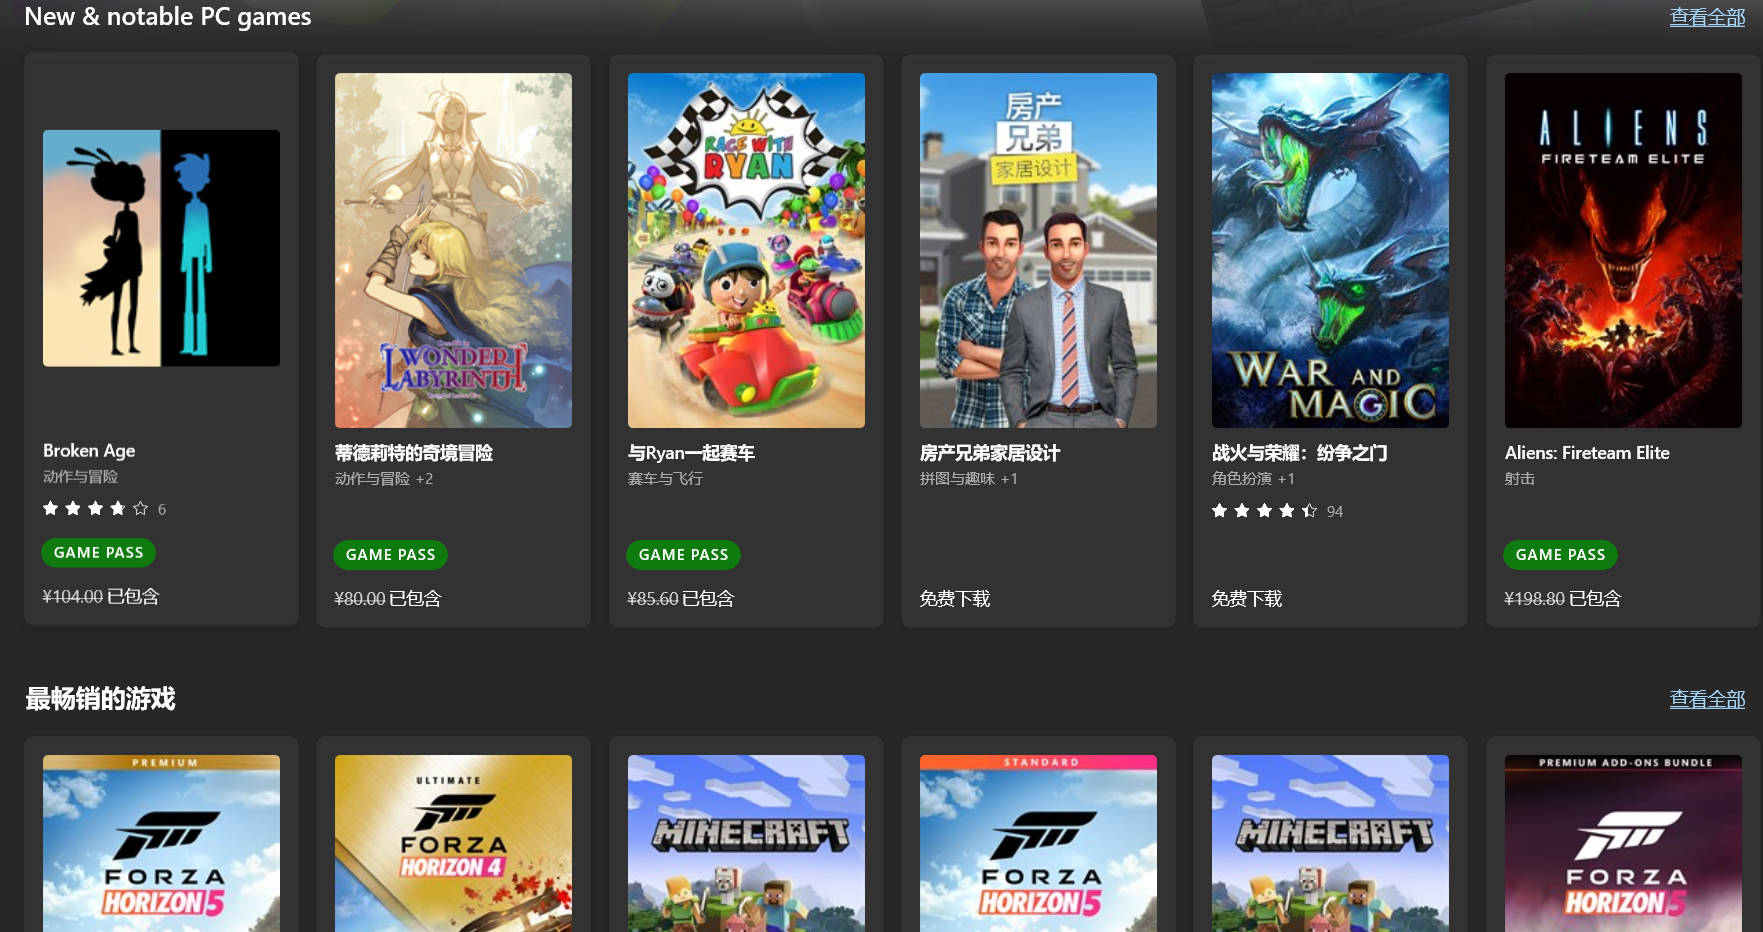 New & notable PC games
查看全部
RACE WITH
RYAN
房产
兄弟
家居设计
ALIENS
FIRETEAM ELITE
WONDER
LABYRINTH
WAR AND
MAGIC
Broken Age
动作与冒险
6
GAME PASS
¥104.00 已包含
蒂德莉特的奇境冒险
动作与冒险 +2
GAME PASS
¥80.00 已包含
与Ryan一起赛车
赛车与飞行
GAME PASS
¥85.60 已包含
房产兄弟家居设计
拼图与趣味 +1
免费下载
战火与荣耀：纷争之门
角色扮演 +1
94
免费下载
Aliens: Fireteam Elite
射击
GAME PASS
¥198.80 已包含
最畅销的游戏
查看全部
PREMIUM
FORZA
HORIZON 5
ULTIMATE
FORZA
HORIZON 4
MINECRAFT
STANDARD
FORZA
HORIZON 5
MINECRAFT
PREMIUM ADD-ONS BUNDLE
FORZA
HORIZON 5